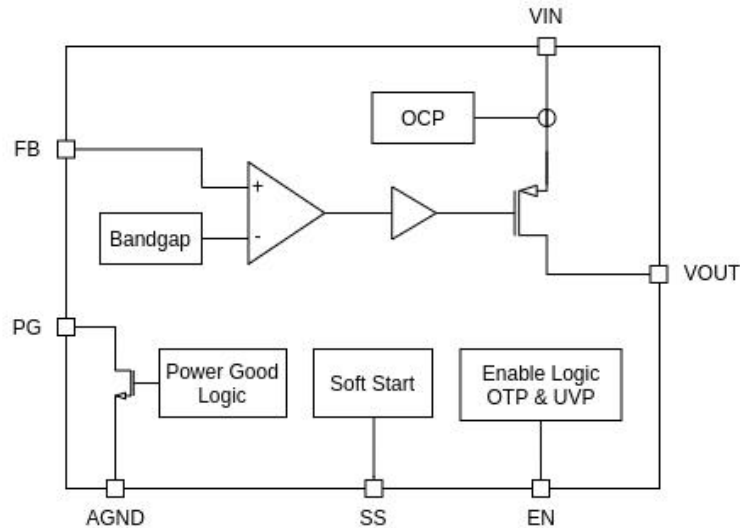 VIN
OCP
FB
+
Bandgap
-
VOUT
PG
Power Good
Logic
Soft Start
Enable Logic
OTP & UVP
AGND
SS
EN